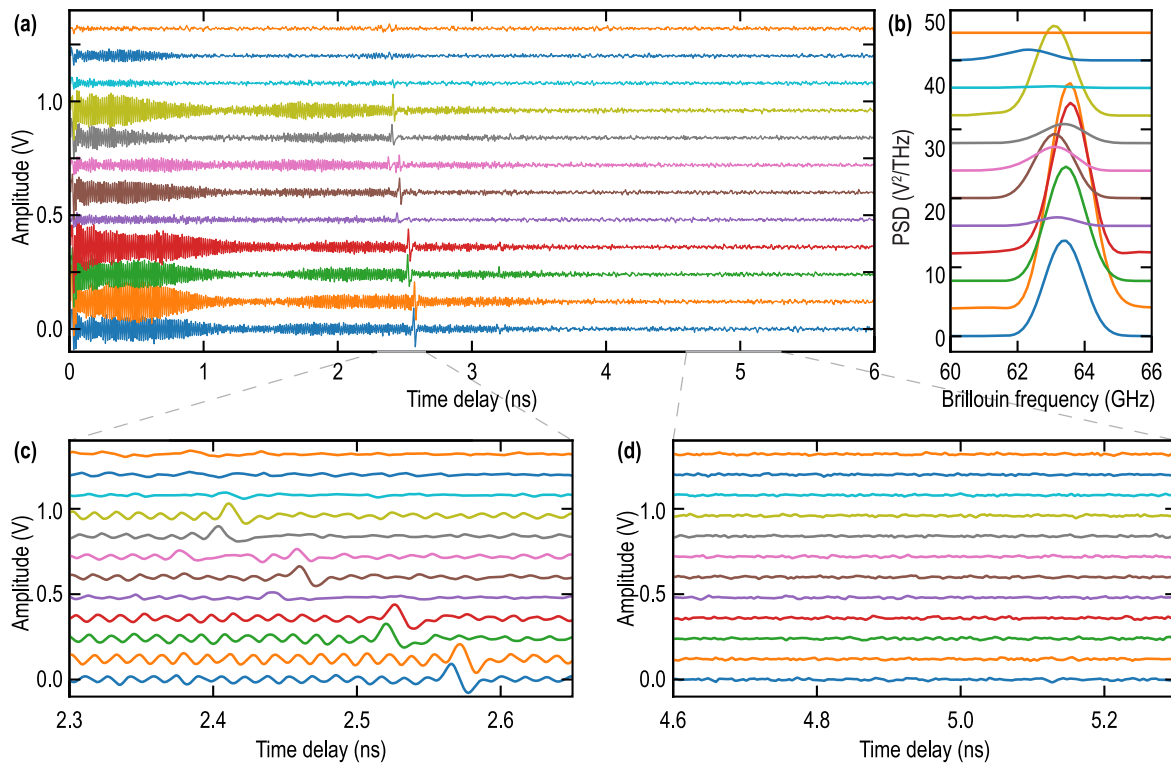 (a)
Amplitude (V)
1.0
0.5
0.0
0 1 2 3 4 5 6
Time delay (ns)
(b)
PSD (V²/THz)
50
40
30
20
10
0
60 62 64 66
Brillouin frequency (GHz)
(c)
Amplitude (V)
1.0
0.5
0.0
2.3 2.4 2.5 2.6
Time delay (ns)
(d)
Amplitude (V)
1.0
0.5
0.0
4.6 4.8 5.0 5.2
Time delay (ns)